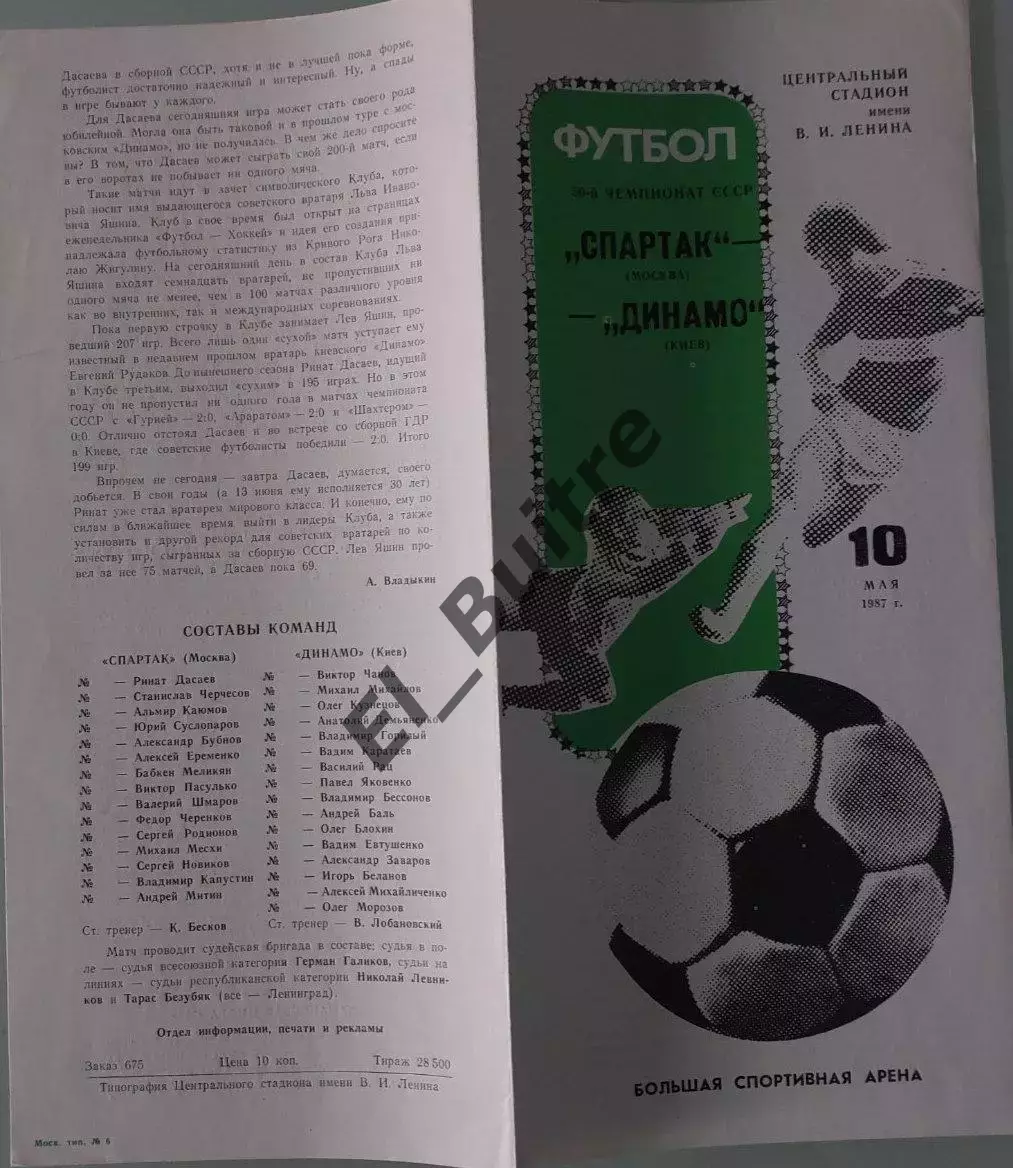 Дасаева в сборной СССР, хотя и не в лучшей пока форме,
футболист достаточно надежный и интересный. Ну, а спады
в игре бывают у каждого.
Для Дасаева сегодняшняя игра может стать своего рода
юбилейной. Могла она быть таковой и в прошлом туре с мос-
ковским «Динамо», но не получилась. В чем же дело спросите
вы? В том, что Дасаев может сыграть свой 200-й матч, если
в его воротах не побывает ни одного мяча.
Такие матчи идут в зачет символического Клуба, кото-
рый носит имя выдающегося советского вратаря Льва Ивано-
вича Яшина. Клуб в свое время был открыт на страницах
еженедельника «Футбол — Хоккей» и идея его создания при-
надлежала футбольному статистику из Кривого Рога Нико-
лаю Жигулину. На сегодняшний день в состав Клуба Льва
Яшина входят семнадцать вратарей, не пропустивших ни
одного мяча не менее, чем в 100 матчах различного уровня
как во внутренних, так и международных соревнованиях.
Пока первую строчку в Клубе занимает Лев Яшин, про-
ведший 207 игр. Всего лишь один «сухой» матч уступает ему
известный в недавнем прошлом вратарь киевского «Динамо»
Евгений Рудаков. До нынешнего сезона Ринат Дасаев, идущий
в Клубе третьим, выходил «сухим» в 195 играх. Но в этом
году он не пропустил ни одного гола в матчах чемпионата
СССР с «Гурией» — 2:0, «Араратом» — 2:0 и «Шахтером» —
0:0. Отлично отстоял Дасаев и во встрече со сборной ГДР
в Киеве, где советские футболисты победили — 2:0. Итого
199 игр.
Впрочем не сегодня — завтра Дасаев, думается, своего
добьется. В свои годы (а 13 июня ему исполняется 30 лет)
Ринат уже стал вратарем мирового класса. И конечно, ему по
силам в ближайшее время выйти в лидеры Клуба, а также
установить и другой рекорд для советских вратарей по ко-
личеству игр, сыгранных за сборную СССР. Лев Яшин про-
вел за нее 75 матчей, в Дасаев пока 69.
А. Владыкин
СОСТАВЫ КОМАНД
«СПАРТАК» (Москва)
№ — Ринат Дасаев
№ — Станислав Черчесов
№ — Альмир Каюмов
№ — Юрий Суслопаров
№ — Александр Бубнов
№ — Алексей Еременко
№ — Бабкен Меликян
№ — Виктор Пасулько
№ — Валерий Шмаров
№ — Федор Черенков
№ — Сергей Родионов
№ — Михаил Месхи
№ — Сергей Новиков
№ — Владимир Капустин
№ — Андрей Митин
Ст. тренер — К. Бесков
«ДИНАМО» (Киев)
№ — Виктор Чанов
№ — Михаил Михайлов
№ — Олег Кузнецов
№ — Анатолий Демьяненко
№ — Владимир Горилый
№ — Вадим Каратаев
№ — Василий Рац
№ — Павел Яковенко
№ — Владимир Бессонов
№ — Андрей Баль
№ — Олег Блохин
№ — Вадим Евтушенко
№ — Александр Заваров
№ — Игорь Беланов
№ — Алексей Михайличенко
№ — Олег Морозов
Ст. тренер — В. Лобановский
Матч проводит судейская бригада в составе: судья в по-
ле — судья всесоюзной категории Герман Галиков, судьи на
линиях — судьи республиканской категории Николай Левни-
ков и Тарас Безубяк (все — Ленинград).
Отдел информации, печати и рекламы
Заказ 675 Цена 10 коп. Тираж 28 500
Типография Центрального стадиона имени В. И. Ленина
Моск. тип. № 6
ЦЕНТРАЛЬНЫЙ
СТАДИОН
имени
В. И. ЛЕНИНА
ФУТБОЛ
50-й ЧЕМПИОНАТ СССР
„СПАРТАК“—
(МОСКВА)
—„ДИНАМО“
(КИЕВ)
10
МАЯ
1987 г.
БОЛЬШАЯ СПОРТИВНАЯ АРЕНА
El_Buitre